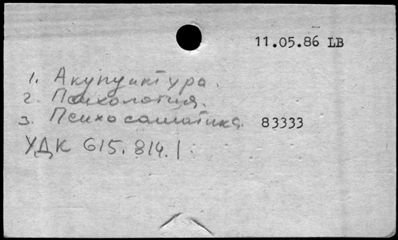 11.05.86 LB
1. Акупунктура.
2. Психология.
3. Психосоматика. 83333
УДК 615.814.1